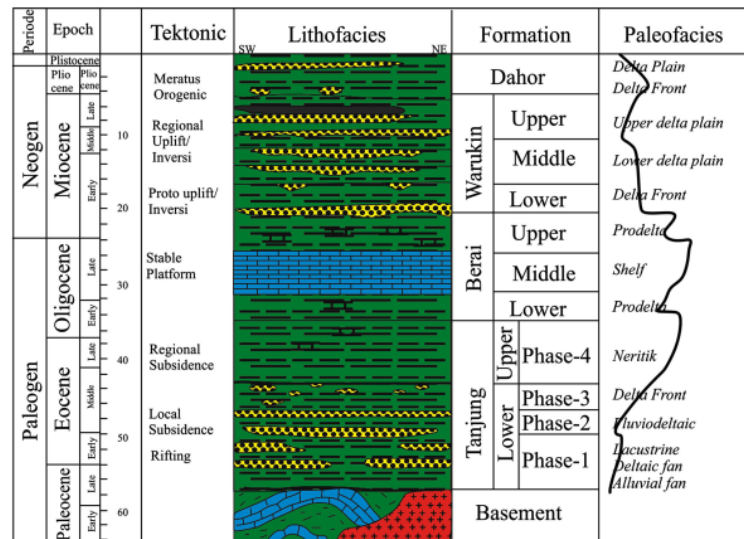 Periode
Epoch
Tektonic
Lithofacies
SW
NE
Formation
Paleofacies
Neogen
Paleogen
Plistocene
Plio
cene
Plio
cene
Miocene
Late
Middle
Early
Oligocene
Late
Early
Eocene
Late
Middle
Early
Paleocene
Late
Early
10
20
30
40
50
60
Meratus
Orogenic
Regional
Uplift/
Inversi
Proto uplift/
Inversi
Stable
Platform
Regional
Subsidence
Local
Subsidence
Rifting
Dahor
Warukin
Upper
Middle
Lower
Berai
Upper
Middle
Lower
Tanjung
Upper
Phase-4
Lower
Phase-3
Phase-2
Phase-1
Basement
Delta Plain
Delta Front
Upper delta plain
Lower delta plain
Delta Front
Prodelta
Shelf
Prodelta
Neritik
Delta Front
Fluviodeltaic
Lacustrine
Deltaic fan
Alluvial fan